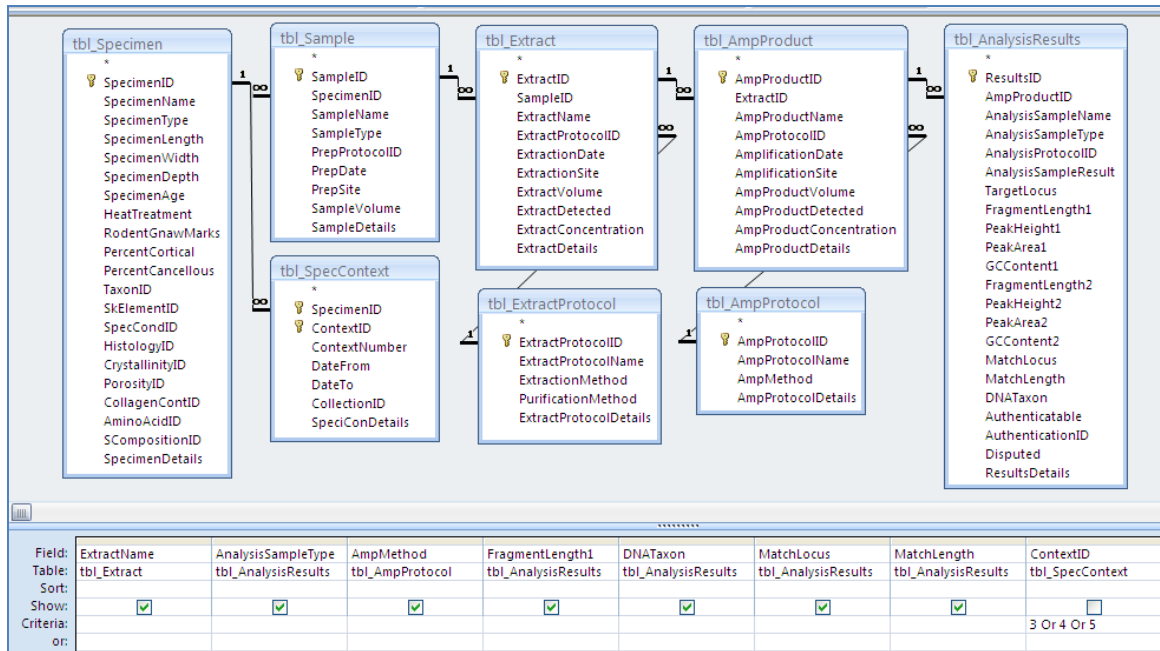 tbl_Specimen
*
SpecimenID
SpecimenName
SpecimenType
SpecimenLength
SpecimenWidth
SpecimenDepth
SpecimenAge
HeatTreatment
RodentGnawMarks
PercentCortical
PercentCancellous
TaxonID
SkElementID
SpecCondID
HistologyID
CrystallinityID
PorosityID
CollagenContID
AminoAcidID
SCompositionID
SpecimenDetails
1
∞
∞
tbl_Sample
*
SampleID
SpecimenID
SampleName
SampleType
PrepProtocolID
PrepDate
PrepSite
SampleVolume
SampleDetails
1
∞
tbl_SpecContext
*
SpecimenID
ContextID
ContextNumber
DateFrom
DateTo
CollectionID
SpeciConDetails
tbl_Extract
*
ExtractID
SampleID
ExtractName
ExtractProtocolID
ExtractionDate
ExtractionSite
ExtractVolume
ExtractDetected
ExtractConcentration
ExtractDetails
1
∞
∞
1
tbl_ExtractProtocol
*
ExtractProtocolID
ExtractProtocolName
ExtractionMethod
PurificationMethod
ExtractProtocolDetails
tbl_AmpProduct
*
AmpProductID
ExtractID
AmpProductName
AmpProtocolID
AmplificationDate
AmplificationSite
AmpProductVolume
AmpProductDetected
AmpProductConcentration
AmpProductDetails
1
∞
∞
1
tbl_AmpProtocol
*
AmpProtocolID
AmpProtocolName
AmpMethod
AmpProtocolDetails
tbl_AnalysisResults
*
ResultsID
AmpProductID
AnalysisSampleName
AnalysisSampleType
AnalysisProtocolID
AnalysisSampleResult
TargetLocus
FragmentLength1
PeakHeight1
PeakArea1
GCContent1
FragmentLength2
PeakHeight2
PeakArea2
GCContent2
MatchLocus
MatchLength
DNATaxon
Authenticatable
AuthenticationID
Disputed
ResultsDetails
Field: ExtractName AnalysisSampleType AmpMethod FragmentLength1 DNATaxon MatchLocus MatchLength ContextID
Table: tbl_Extract tbl_AnalysisResults tbl_AmpProtocol tbl_AnalysisResults tbl_AnalysisResults tbl_AnalysisResults tbl_AnalysisResults tbl_SpecContext
Sort:
Show:
Criteria: 3 Or 4 Or 5
or: